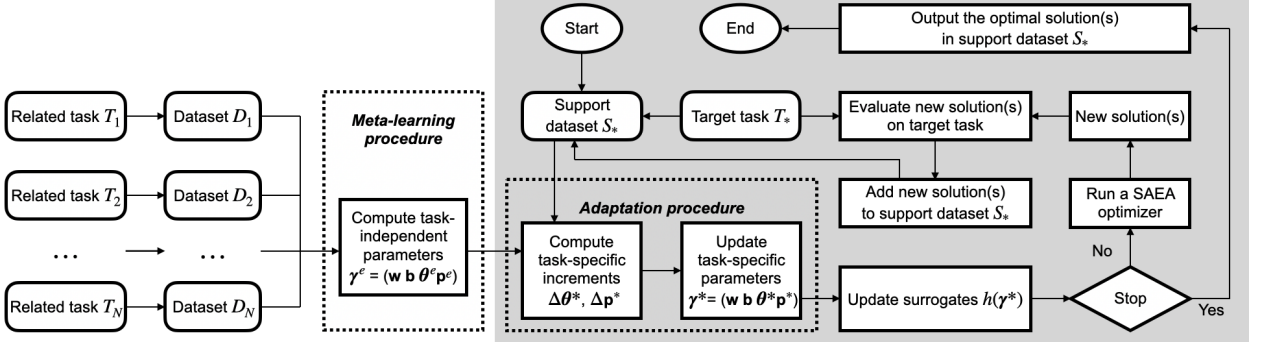 Start
End
Output the optimal solution(s)
in support dataset S*
Related task T1
Dataset D1
Meta-learning
procedure
Support
dataset S*
Target task T*
Evaluate new solution(s)
on target task
New solution(s)
Related task T2
Dataset D2
Compute task-
independent
parameters
γᵉ = (w b θᵉpᵉ)
Adaptation procedure
Add new solution(s)
to support dataset S*
Run a SAEA
optimizer
...
...
Compute
task-specific
increments
Δθ*, Δp*
Update
task-specific
parameters
γ*= (w b θ*p*)
No
Related task TN
Dataset DN
Update surrogates h(γ*)
Stop
Yes